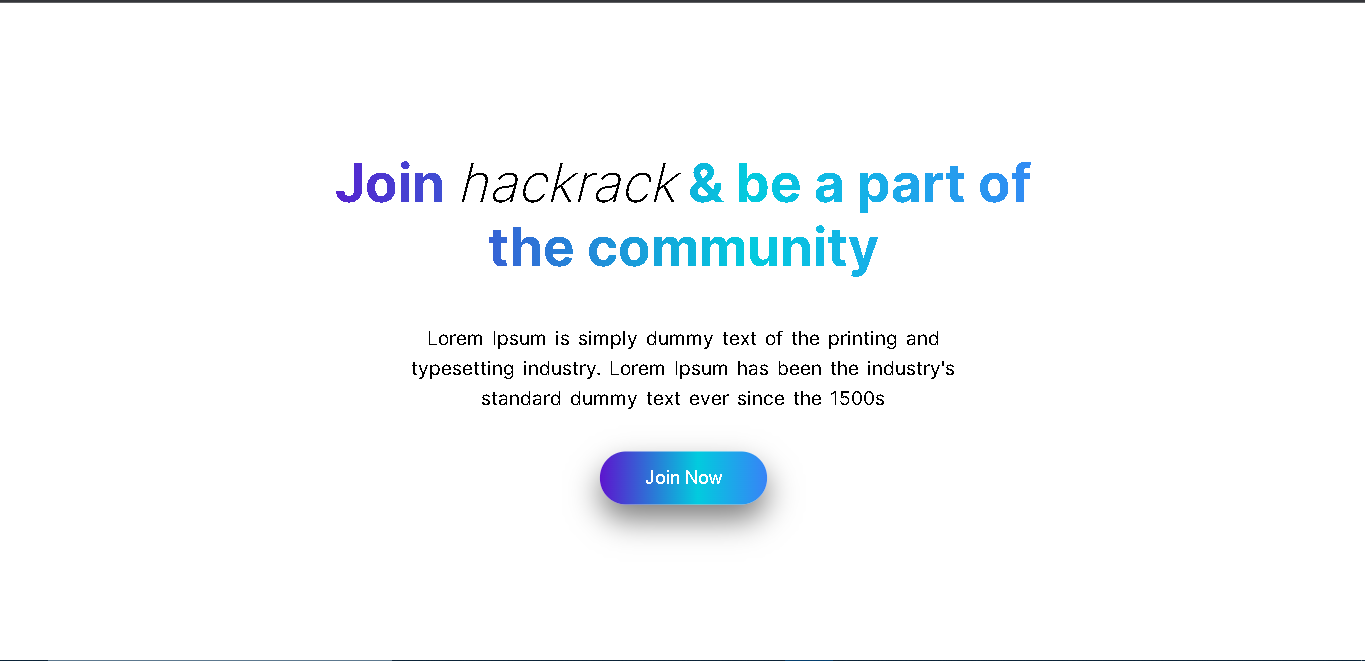 Join hackrack & be a part of
the community
Lorem Ipsum is simply dummy text of the printing and
typesetting industry. Lorem Ipsum has been the industry's
standard dummy text ever since the 1500s
Join Now